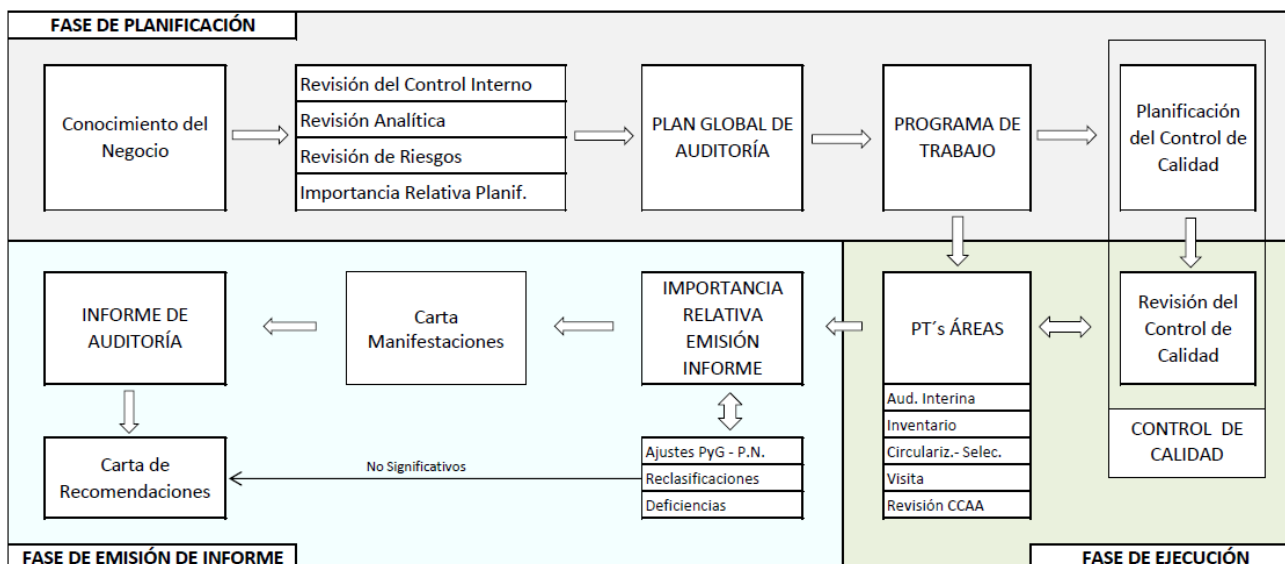 FASE DE PLANIFICACIÓN
Conocimiento del
Negocio
Revisión del Control Interno
Revisión Analítica
Revisión de Riesgos
Importancia Relativa Planif.
PLAN GLOBAL DE
AUDITORÍA
PROGRAMA DE
TRABAJO
Planificación
del Control de
Calidad
INFORME DE
AUDITORÍA
Carta
Manifestaciones
IMPORTANCIA
RELATIVA
EMISIÓN
INFORME
PT´s ÁREAS
Revisión del
Control de
Calidad
Aud. Interina
Inventario
Circulariz.- Selec.
Visita
Revisión CCAA
CONTROL DE
CALIDAD
Carta de
Recomendaciones
No Significativos
Ajustes PyG - P.N.
Reclasificaciones
Deficiencias
FASE DE EMISIÓN DE INFORME
FASE DE EJECUCIÓN